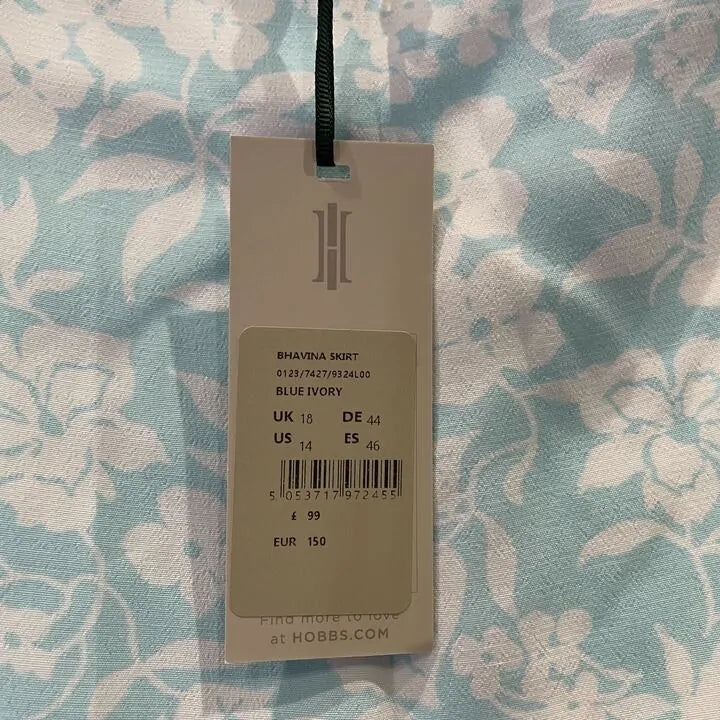 BHAVINA SKIRT
0123/7427/9324L00
BLUE IVORY
UK 18 DE 44
US 14 ES 46
5 053717 972455
£ 99
EUR 150
Find more to love
at HOBBS.COM